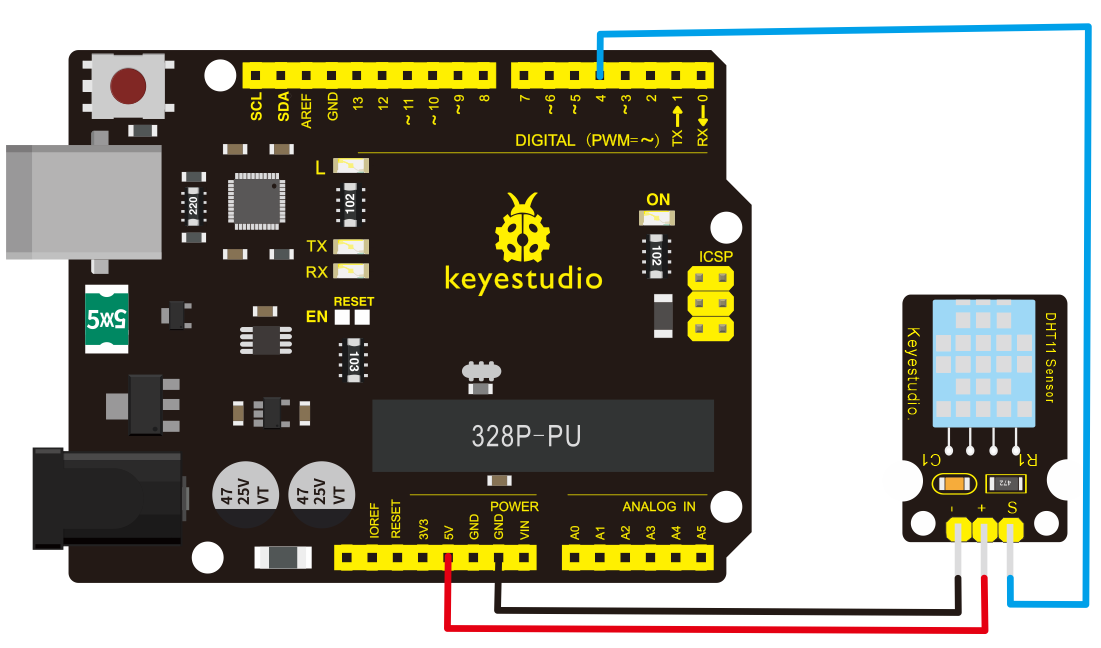 SCL
SDA
AREF
GND
13
12
~11
~10
~9
8
7
~6
~5
4
~3
2
TX→1
RX←0
DIGITAL (PWM=~)
L
220
102
TX
RX
ON
102
ICSP
keyestudio
RESET
EN
5xx5
103
328P-PU
47
25V
VT
47
25V
VT
POWER
ANALOG IN
IOREF
RESET
3V3
5V
GND
GND
VIN
A0
A1
A2
A3
A4
A5
Keyestudio.
DHT11 Sensor
C1
R1
472
-
+
S